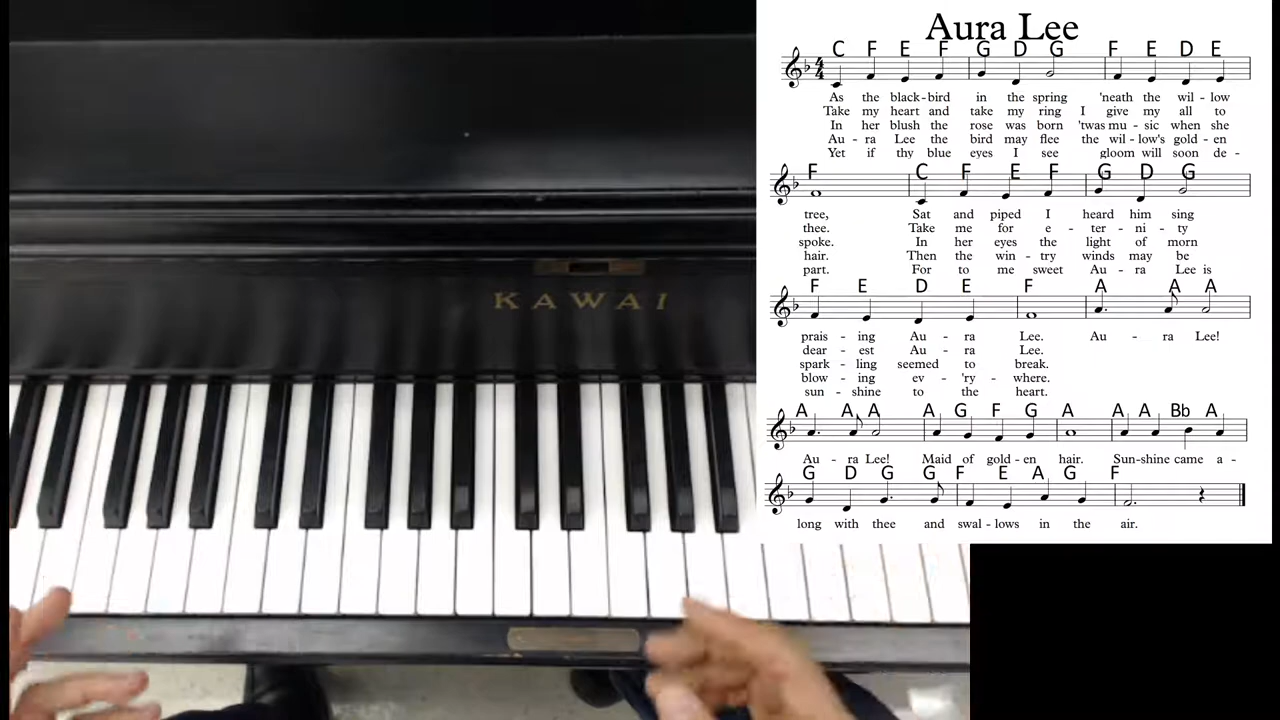 Aura Lee
C F E F G D G F E D E
4
4
As the black-bird in the spring 'neath the wil - low
Take my heart and take my ring I give my all to
In her blush the rose was born 'twas mu - sic when she
Au - ra Lee the bird may flee the wil - low's gold - en
Yet if thy blue eyes I see gloom will soon de -
F C F E F G D G
tree, Sat and piped I heard him sing
thee. Take me for e - ter - ni - ty
spoke. In her eyes the light of morn
hair. Then the win - try winds may be
part. For to me sweet Au - ra Lee is
F E D E F A A A
prais - ing Au - ra Lee. Au - ra Lee!
dear - est Au - ra Lee.
spark - ling seemed to break.
blow - ing ev - 'ry - where.
sun - shine to the heart.
A A A A G F G A A A Bb A
Au - ra Lee! Maid of gold - en hair. Sun-shine came a -
G D G G F E A G F
long with thee and swal - lows in the air.
KAWAI